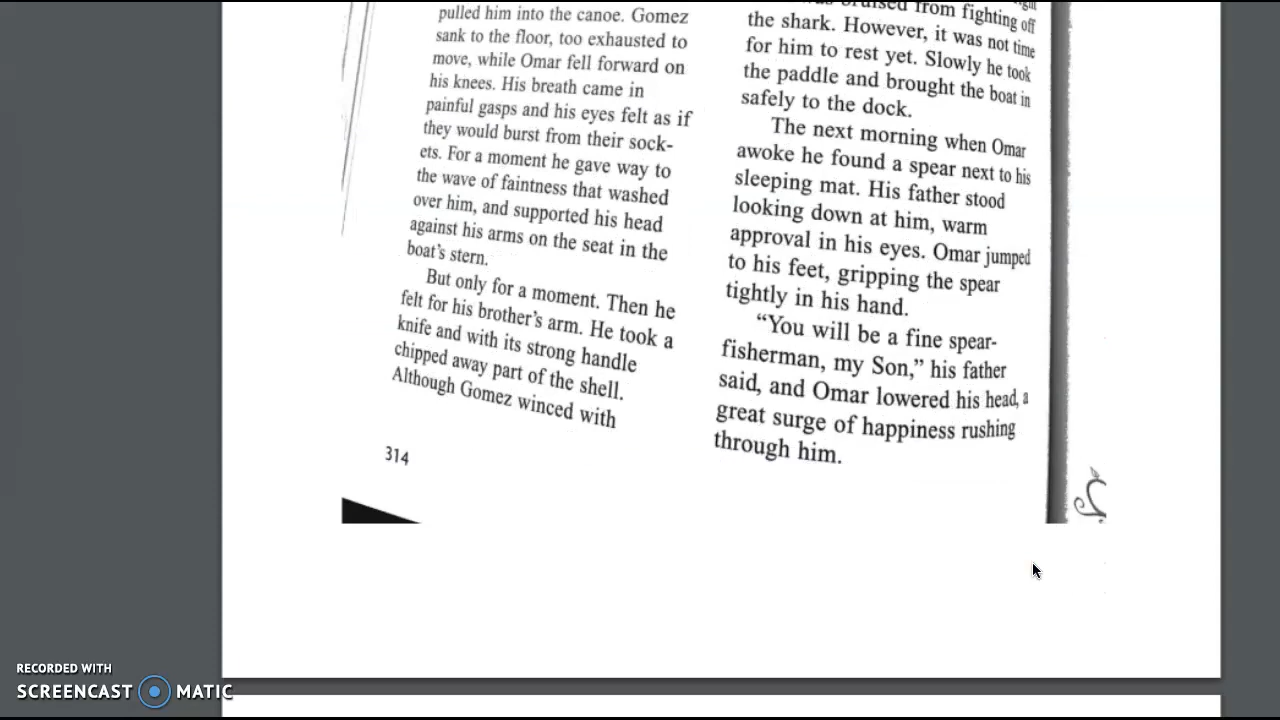 pulled him into the canoe. Gomez
sank to the floor, too exhausted to
move, while Omar fell forward on
his knees. His breath came in
painful gasps and his eyes felt as if
they would burst from their sock-
ets. For a moment he gave way to
the wave of faintness that washed
over him, and supported his head
against his arms on the seat in the
boat's stern.
But only for a moment. Then he
felt for his brother's arm. He took a
knife and with its strong handle
chipped away part of the shell.
Although Gomez winced with
314
bruised from fighting off
the shark. However, it was not time
for him to rest yet. Slowly he took
the paddle and brought the boat in
safely to the dock.
The next morning when Omar
awoke he found a spear next to his
sleeping mat. His father stood
looking down at him, warm
approval in his eyes. Omar jumped
to his feet, gripping the spear
tightly in his hand.
“You will be a fine spear-
fisherman, my Son,” his father
said, and Omar lowered his head, a
great surge of happiness rushing
through him.
RECORDED WITH
SCREENCAST MATIC